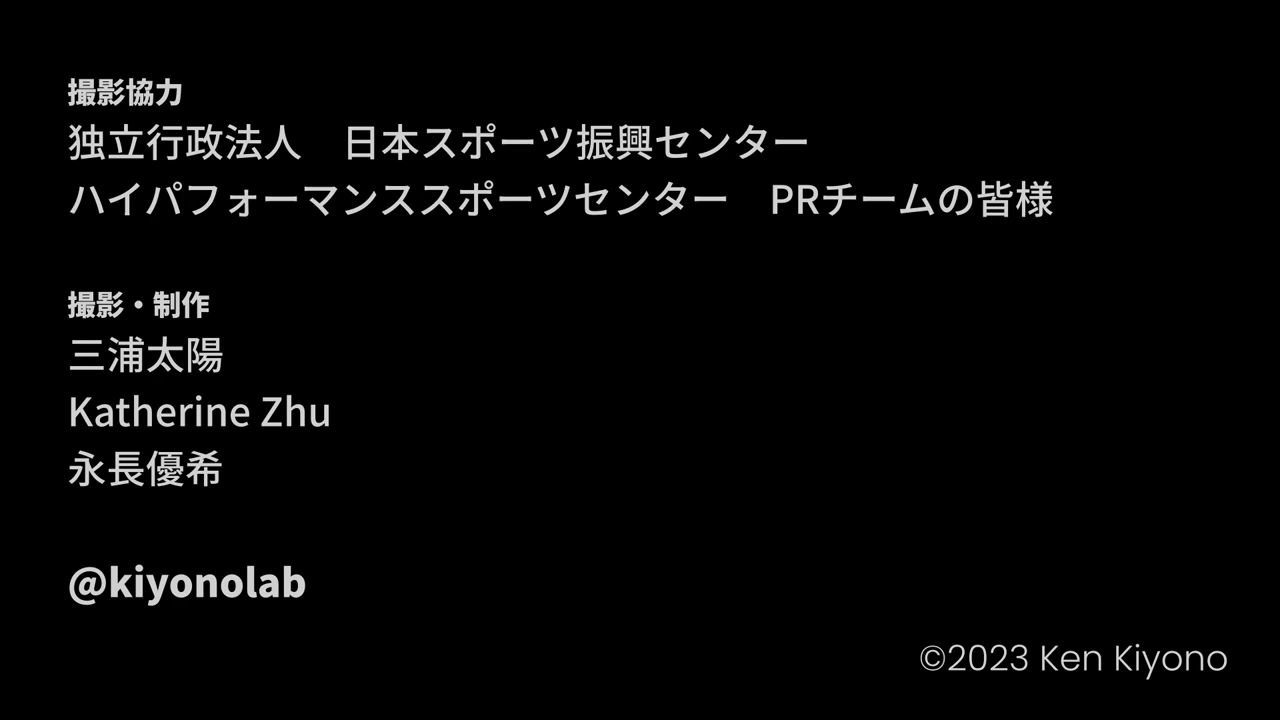 撮影協力
独立行政法人　日本スポーツ振興センター
ハイパフォーマンススポーツセンター　PRチームの皆様
撮影・制作
三浦太陽
Katherine Zhu
永長優希
@kiyonolab
©2023 Ken Kiyono